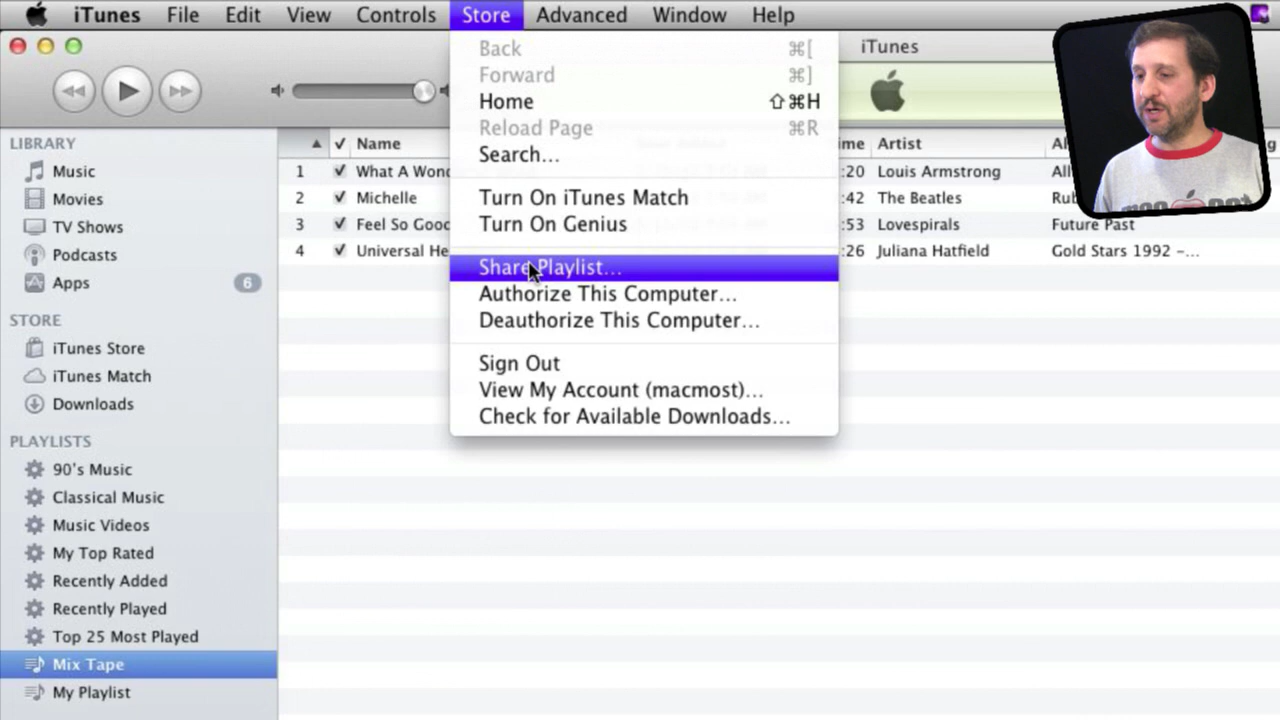 iTunes File Edit View Controls Store Advanced Window Help
iTunes
Back ⌘[
Forward ⌘]
Home ⇧⌘H
Reload Page ⌘R
Search...
Turn On iTunes Match
Turn On Genius
Share Playlist...
Authorize This Computer...
Deauthorize This Computer...
Sign Out
View My Account (macmost)...
Check for Available Downloads...
LIBRARY
Music
Movies
TV Shows
Podcasts
Apps 6
STORE
iTunes Store
iTunes Match
Downloads
PLAYLISTS
90's Music
Classical Music
Music Videos
My Top Rated
Recently Added
Recently Played
Top 25 Most Played
Mix Tape
My Playlist
Name Artist
1 What A :20 Louis Armstrong
2 Michelle :42 The Beatles
3 Feel So Good :53 Lovespirals Future Past
4 Universal :26 Juliana Hatfield Gold Stars 1992 –...